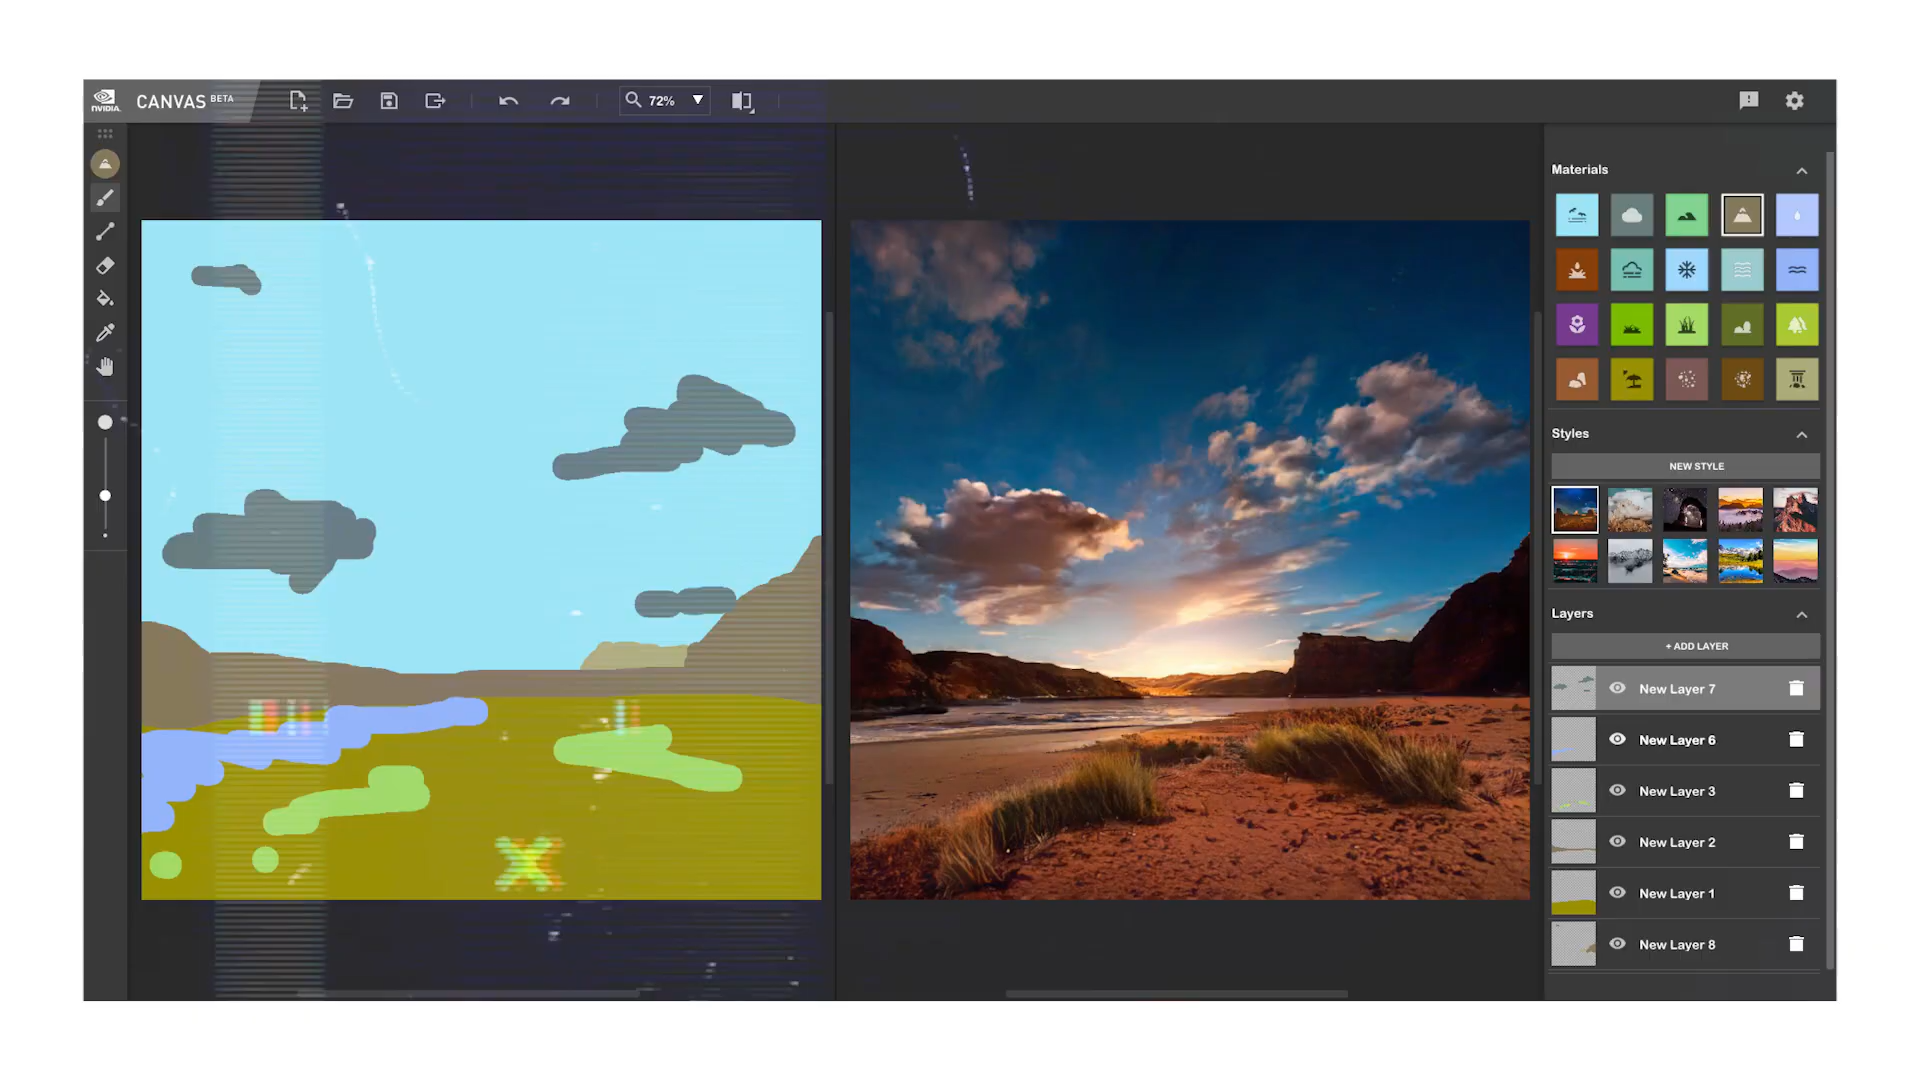 NVIDIA.
CANVAS BETA
72%
Materials
Styles
NEW STYLE
Layers
+ ADD LAYER
New Layer 7
New Layer 6
New Layer 3
New Layer 2
New Layer 1
New Layer 8